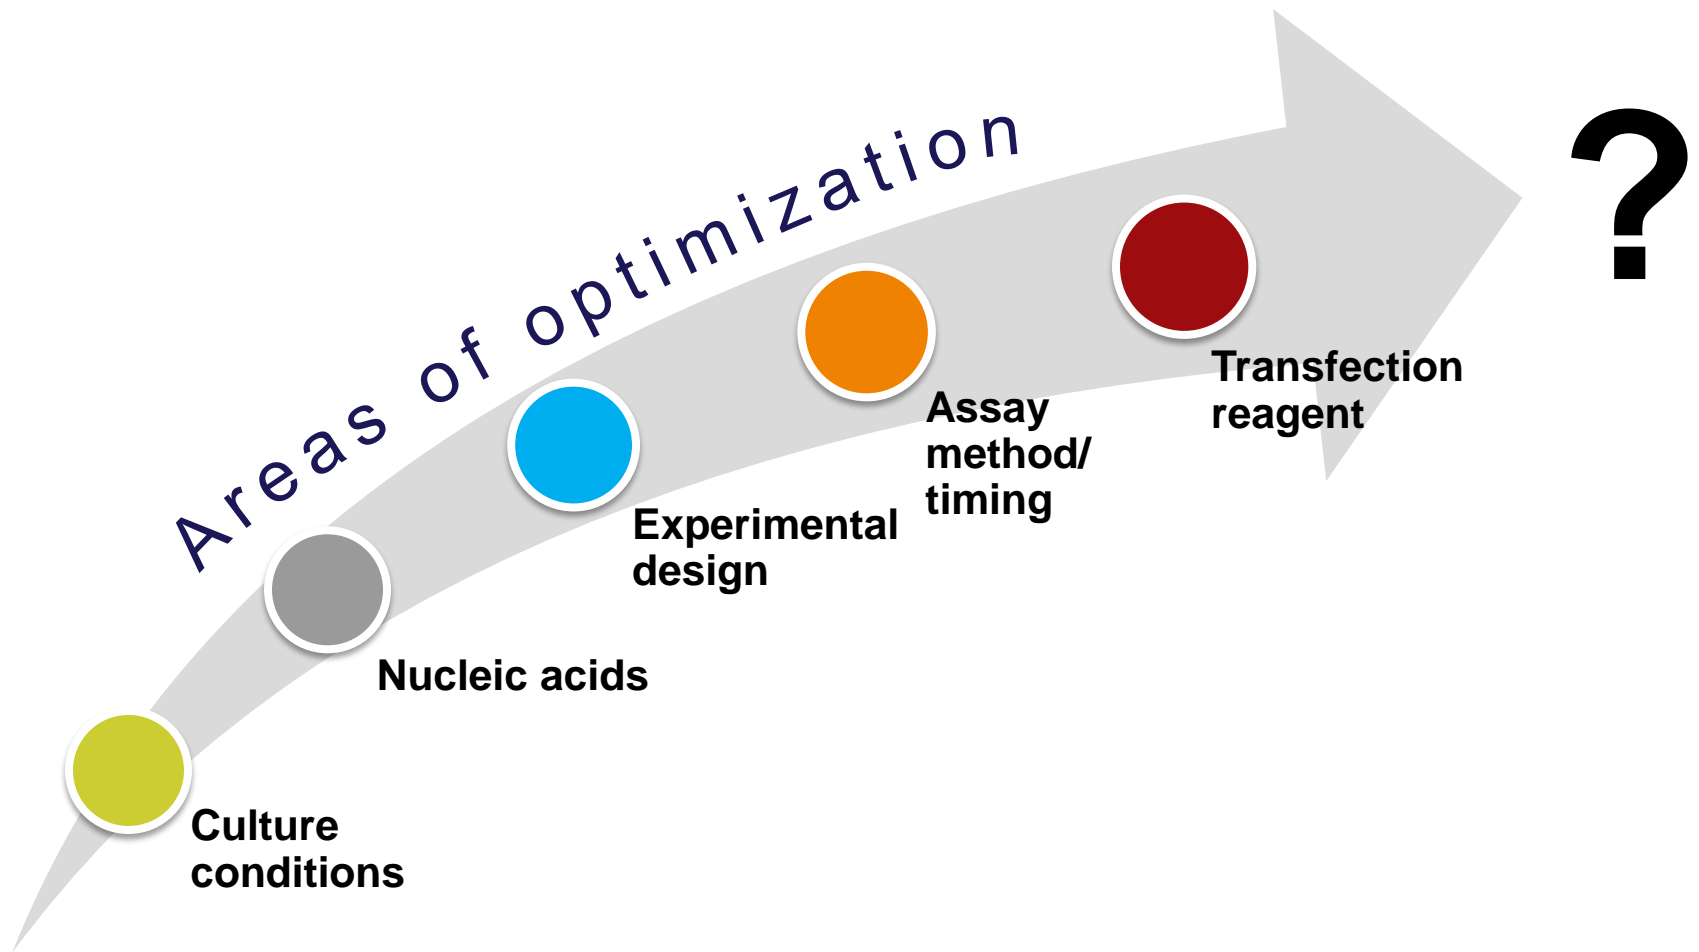 Areas of optimization
?
Transfection
reagent
Assay
method/
timing
Experimental
design
Nucleic acids
Culture
conditions